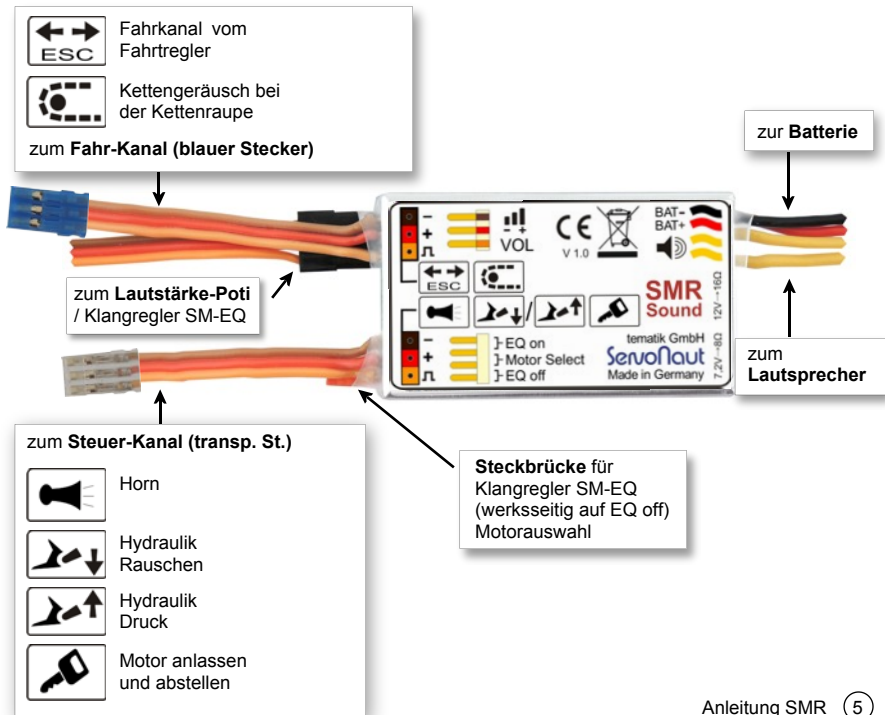 ESC
Fahrkanal vom
Fahrtregler
Kettengeräusch bei
der Kettenraupe
zum Fahr-Kanal (blauer Stecker)
zur Batterie
zum Lautstärke-Poti
/ Klangregler SM-EQ
-
+
- +
VOL
CE
V 1.0
BAT-
BAT+
ESC
/
SMR
Sound
7,2V→8Ω 12V→16Ω
-
+
EQ on
Motor Select
EQ off
tematik GmbH
ServoNaut
Made in Germany
zum
Lautsprecher
zum Steuer-Kanal (transp. St.)
Horn
Hydraulik
Rauschen
Hydraulik
Druck
Motor anlassen
und abstellen
Steckbrücke für
Klangregler SM-EQ
(werksseitig auf EQ off)
Motorauswahl
Anleitung SMR 5